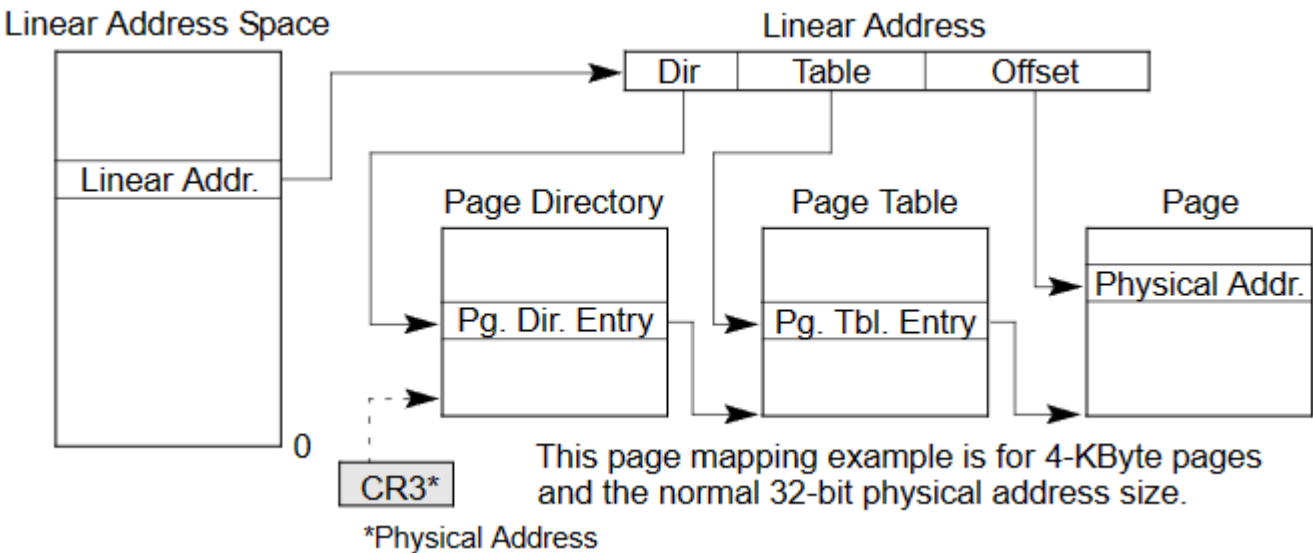 Linear Address Space
Linear Address
Dir Table Offset
Linear Addr.
Page Directory Page Table Page
Physical Addr.
Pg. Dir. Entry Pg. Tbl. Entry
0
This page mapping example is for 4-KByte pages
and the normal 32-bit physical address size.
CR3*
*Physical Address